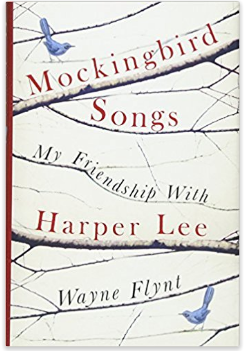 Mockingbird
Songs
My Friendship With
Harper Lee
Wayne Flynt